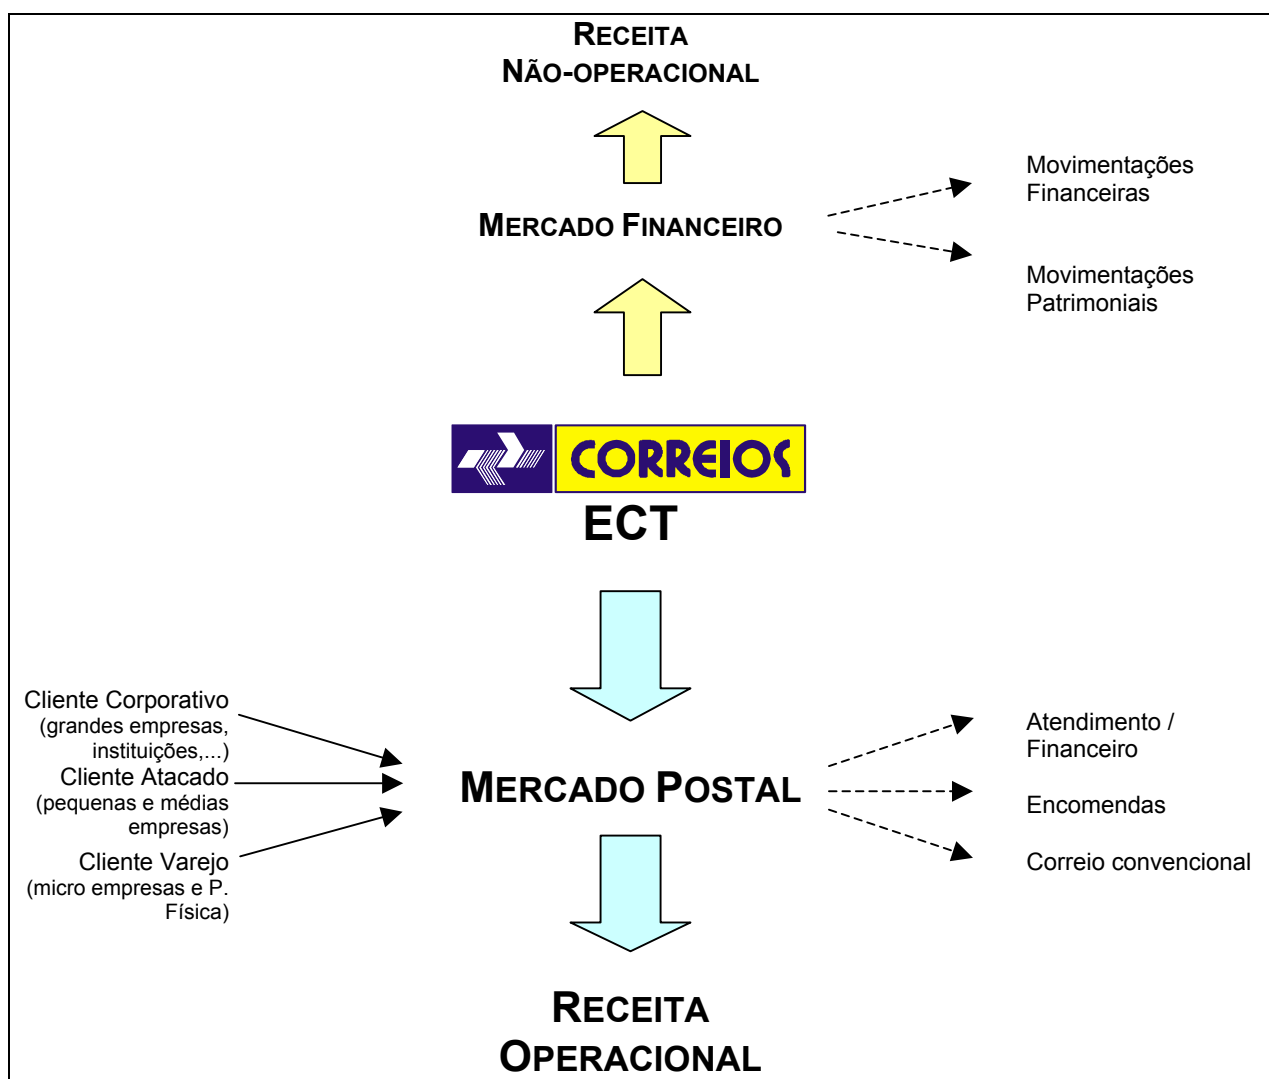 RECEITA
NÃO-OPERACIONAL
Movimentações
Financeiras
MERCADO FINANCEIRO
Movimentações
Patrimoniais
CORREIOS
ECT
Cliente Corporativo
(grandes empresas,
instituições,...)
Cliente Atacado
(pequenas e médias
empresas)
Cliente Varejo
(micro empresas e P.
Física)
MERCADO POSTAL
Atendimento /
Financeiro
Encomendas
Correio convencional
RECEITA
OPERACIONAL